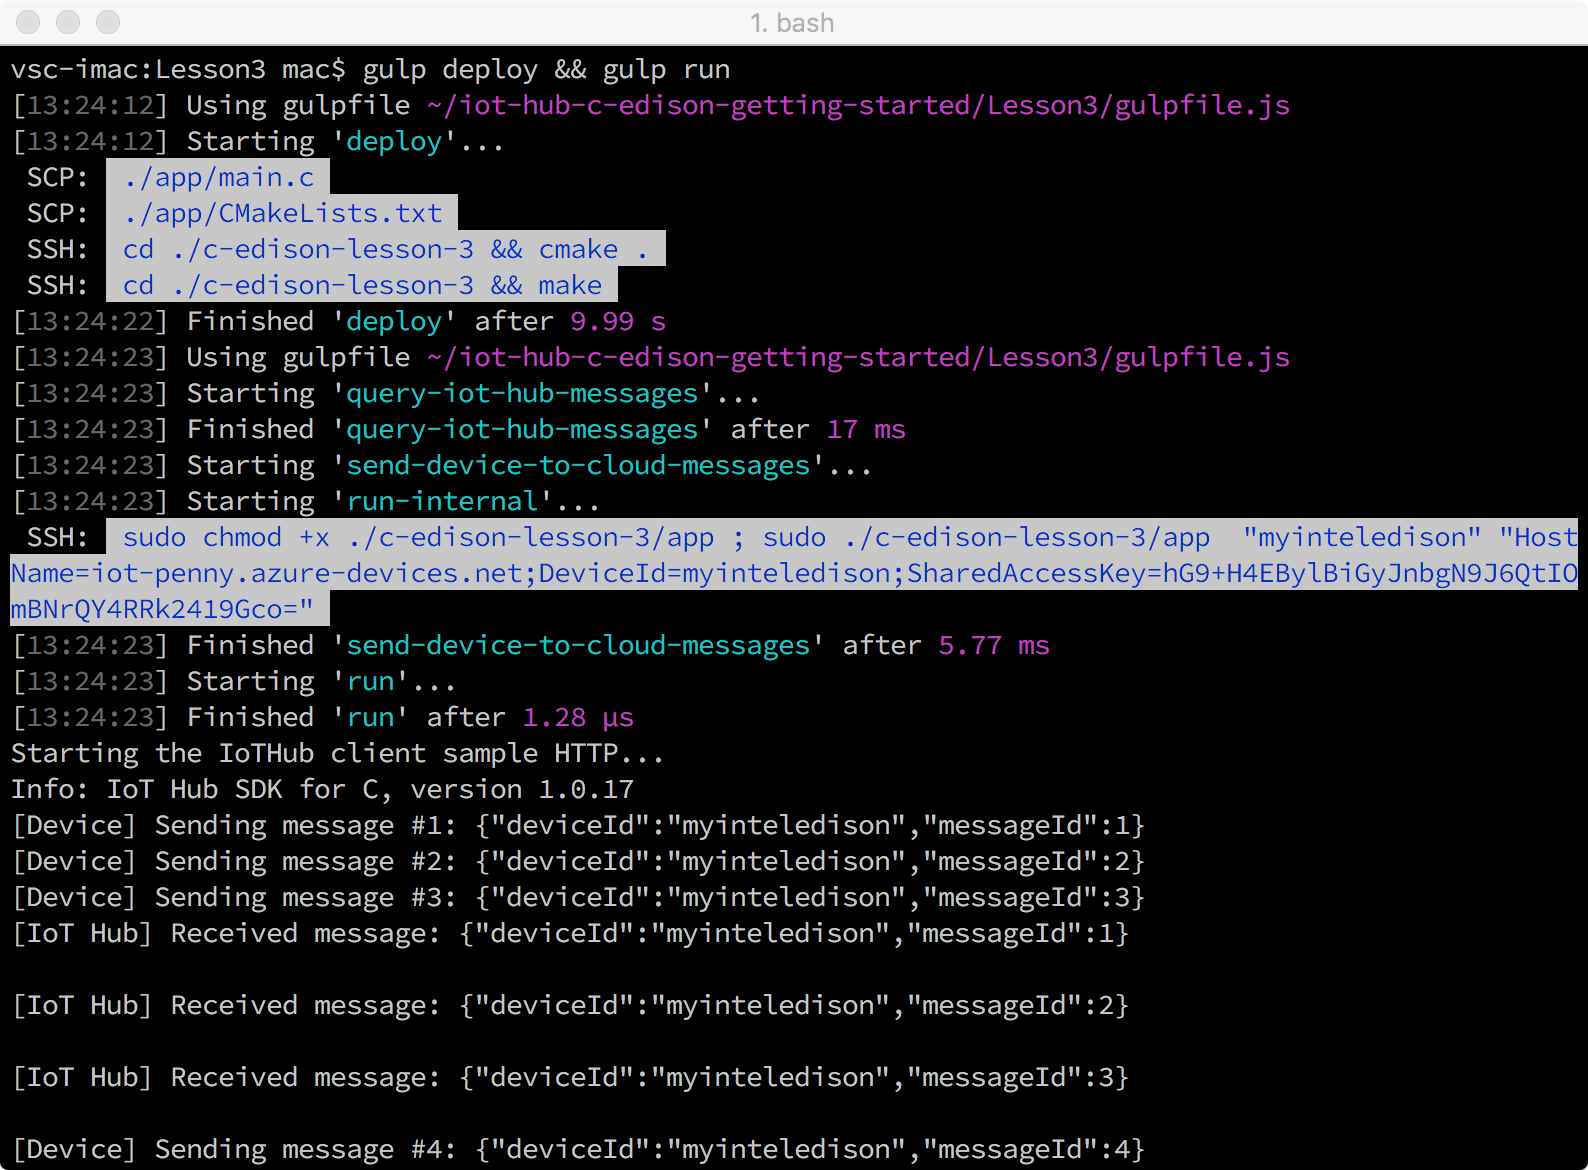 1. bash
vsc-imac:Lesson3 mac$ gulp deploy && gulp run
[13:24:12] Using gulpfile ~/iot-hub-c-edison-getting-started/Lesson3/gulpfile.js
[13:24:12] Starting 'deploy'...
SCP: ./app/main.c
SCP: ./app/CMakeLists.txt
SSH: cd ./c-edison-lesson-3 && cmake .
SSH: cd ./c-edison-lesson-3 && make
[13:24:22] Finished 'deploy' after 9.99 s
[13:24:23] Using gulpfile ~/iot-hub-c-edison-getting-started/Lesson3/gulpfile.js
[13:24:23] Starting 'query-iot-hub-messages'...
[13:24:23] Finished 'query-iot-hub-messages' after 17 ms
[13:24:23] Starting 'send-device-to-cloud-messages'...
[13:24:23] Starting 'run-internal'...
SSH: sudo chmod +x ./c-edison-lesson-3/app ; sudo ./c-edison-lesson-3/app  "myinteledison" "Host
Name=iot-penny.azure-devices.net;DeviceId=myinteledison;SharedAccessKey=hG9+H4EBylBiGyJnbgN9J6QtIO
mBNrQY4RRk2419Gco="
[13:24:23] Finished 'send-device-to-cloud-messages' after 5.77 ms
[13:24:23] Starting 'run'...
[13:24:23] Finished 'run' after 1.28 μs
Starting the IoTHub client sample HTTP...
Info: IoT Hub SDK for C, version 1.0.17
[Device] Sending message #1: {"deviceId":"myinteledison","messageId":1}
[Device] Sending message #2: {"deviceId":"myinteledison","messageId":2}
[Device] Sending message #3: {"deviceId":"myinteledison","messageId":3}
[IoT Hub] Received message: {"deviceId":"myinteledison","messageId":1}
[IoT Hub] Received message: {"deviceId":"myinteledison","messageId":2}
[IoT Hub] Received message: {"deviceId":"myinteledison","messageId":3}
[Device] Sending message #4: {"deviceId":"myinteledison","messageId":4}